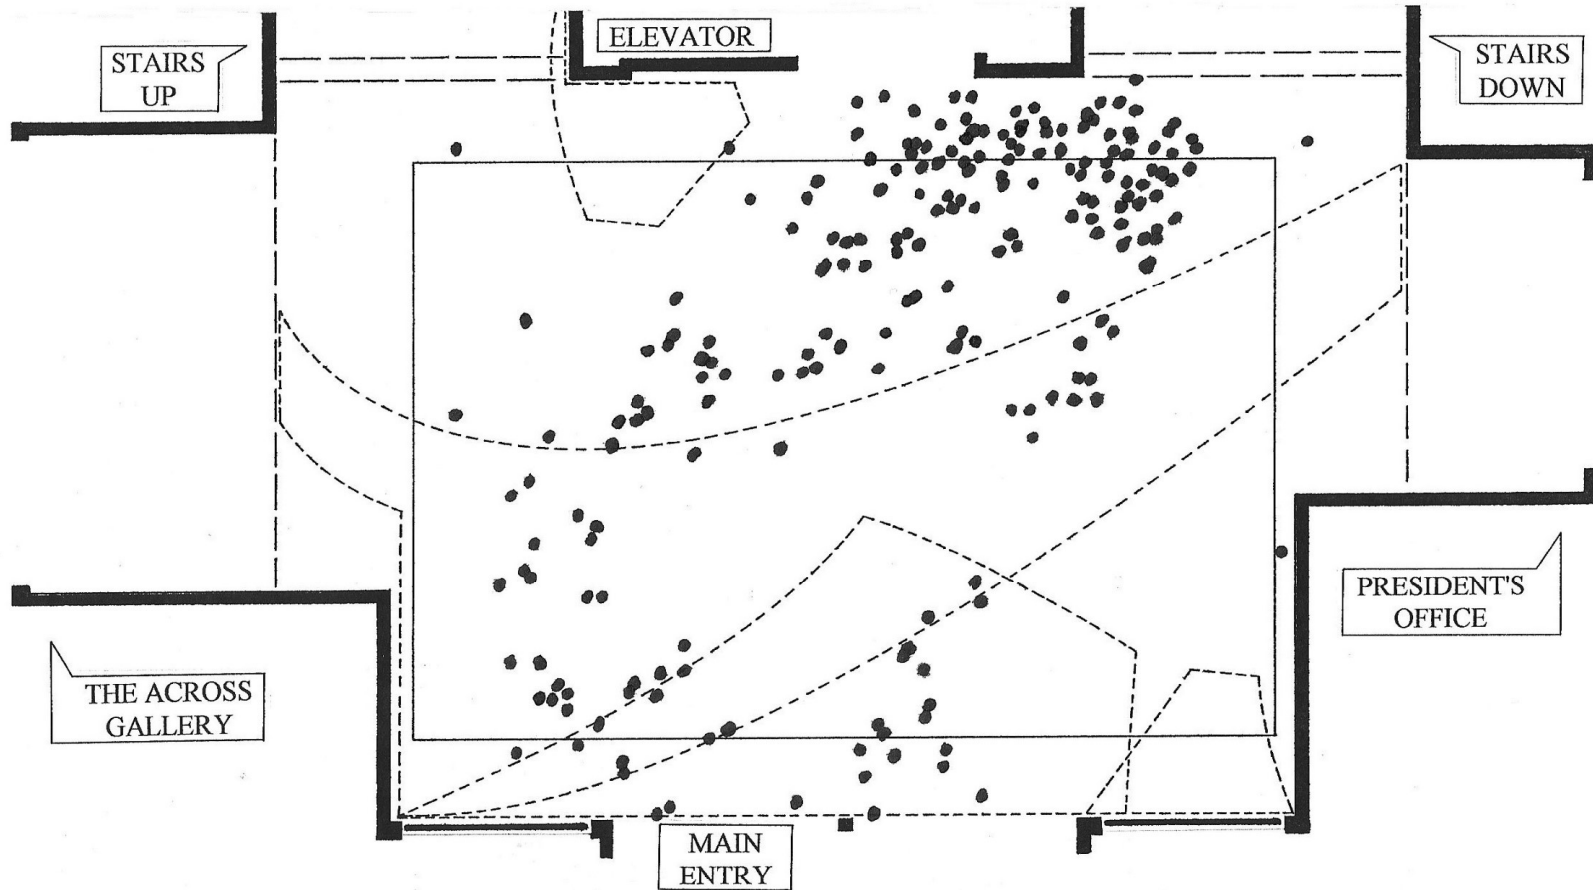 STAIRS
UP
ELEVATOR
STAIRS
DOWN
THE ACROSS
GALLERY
PRESIDENT'S
OFFICE
MAIN
ENTRY